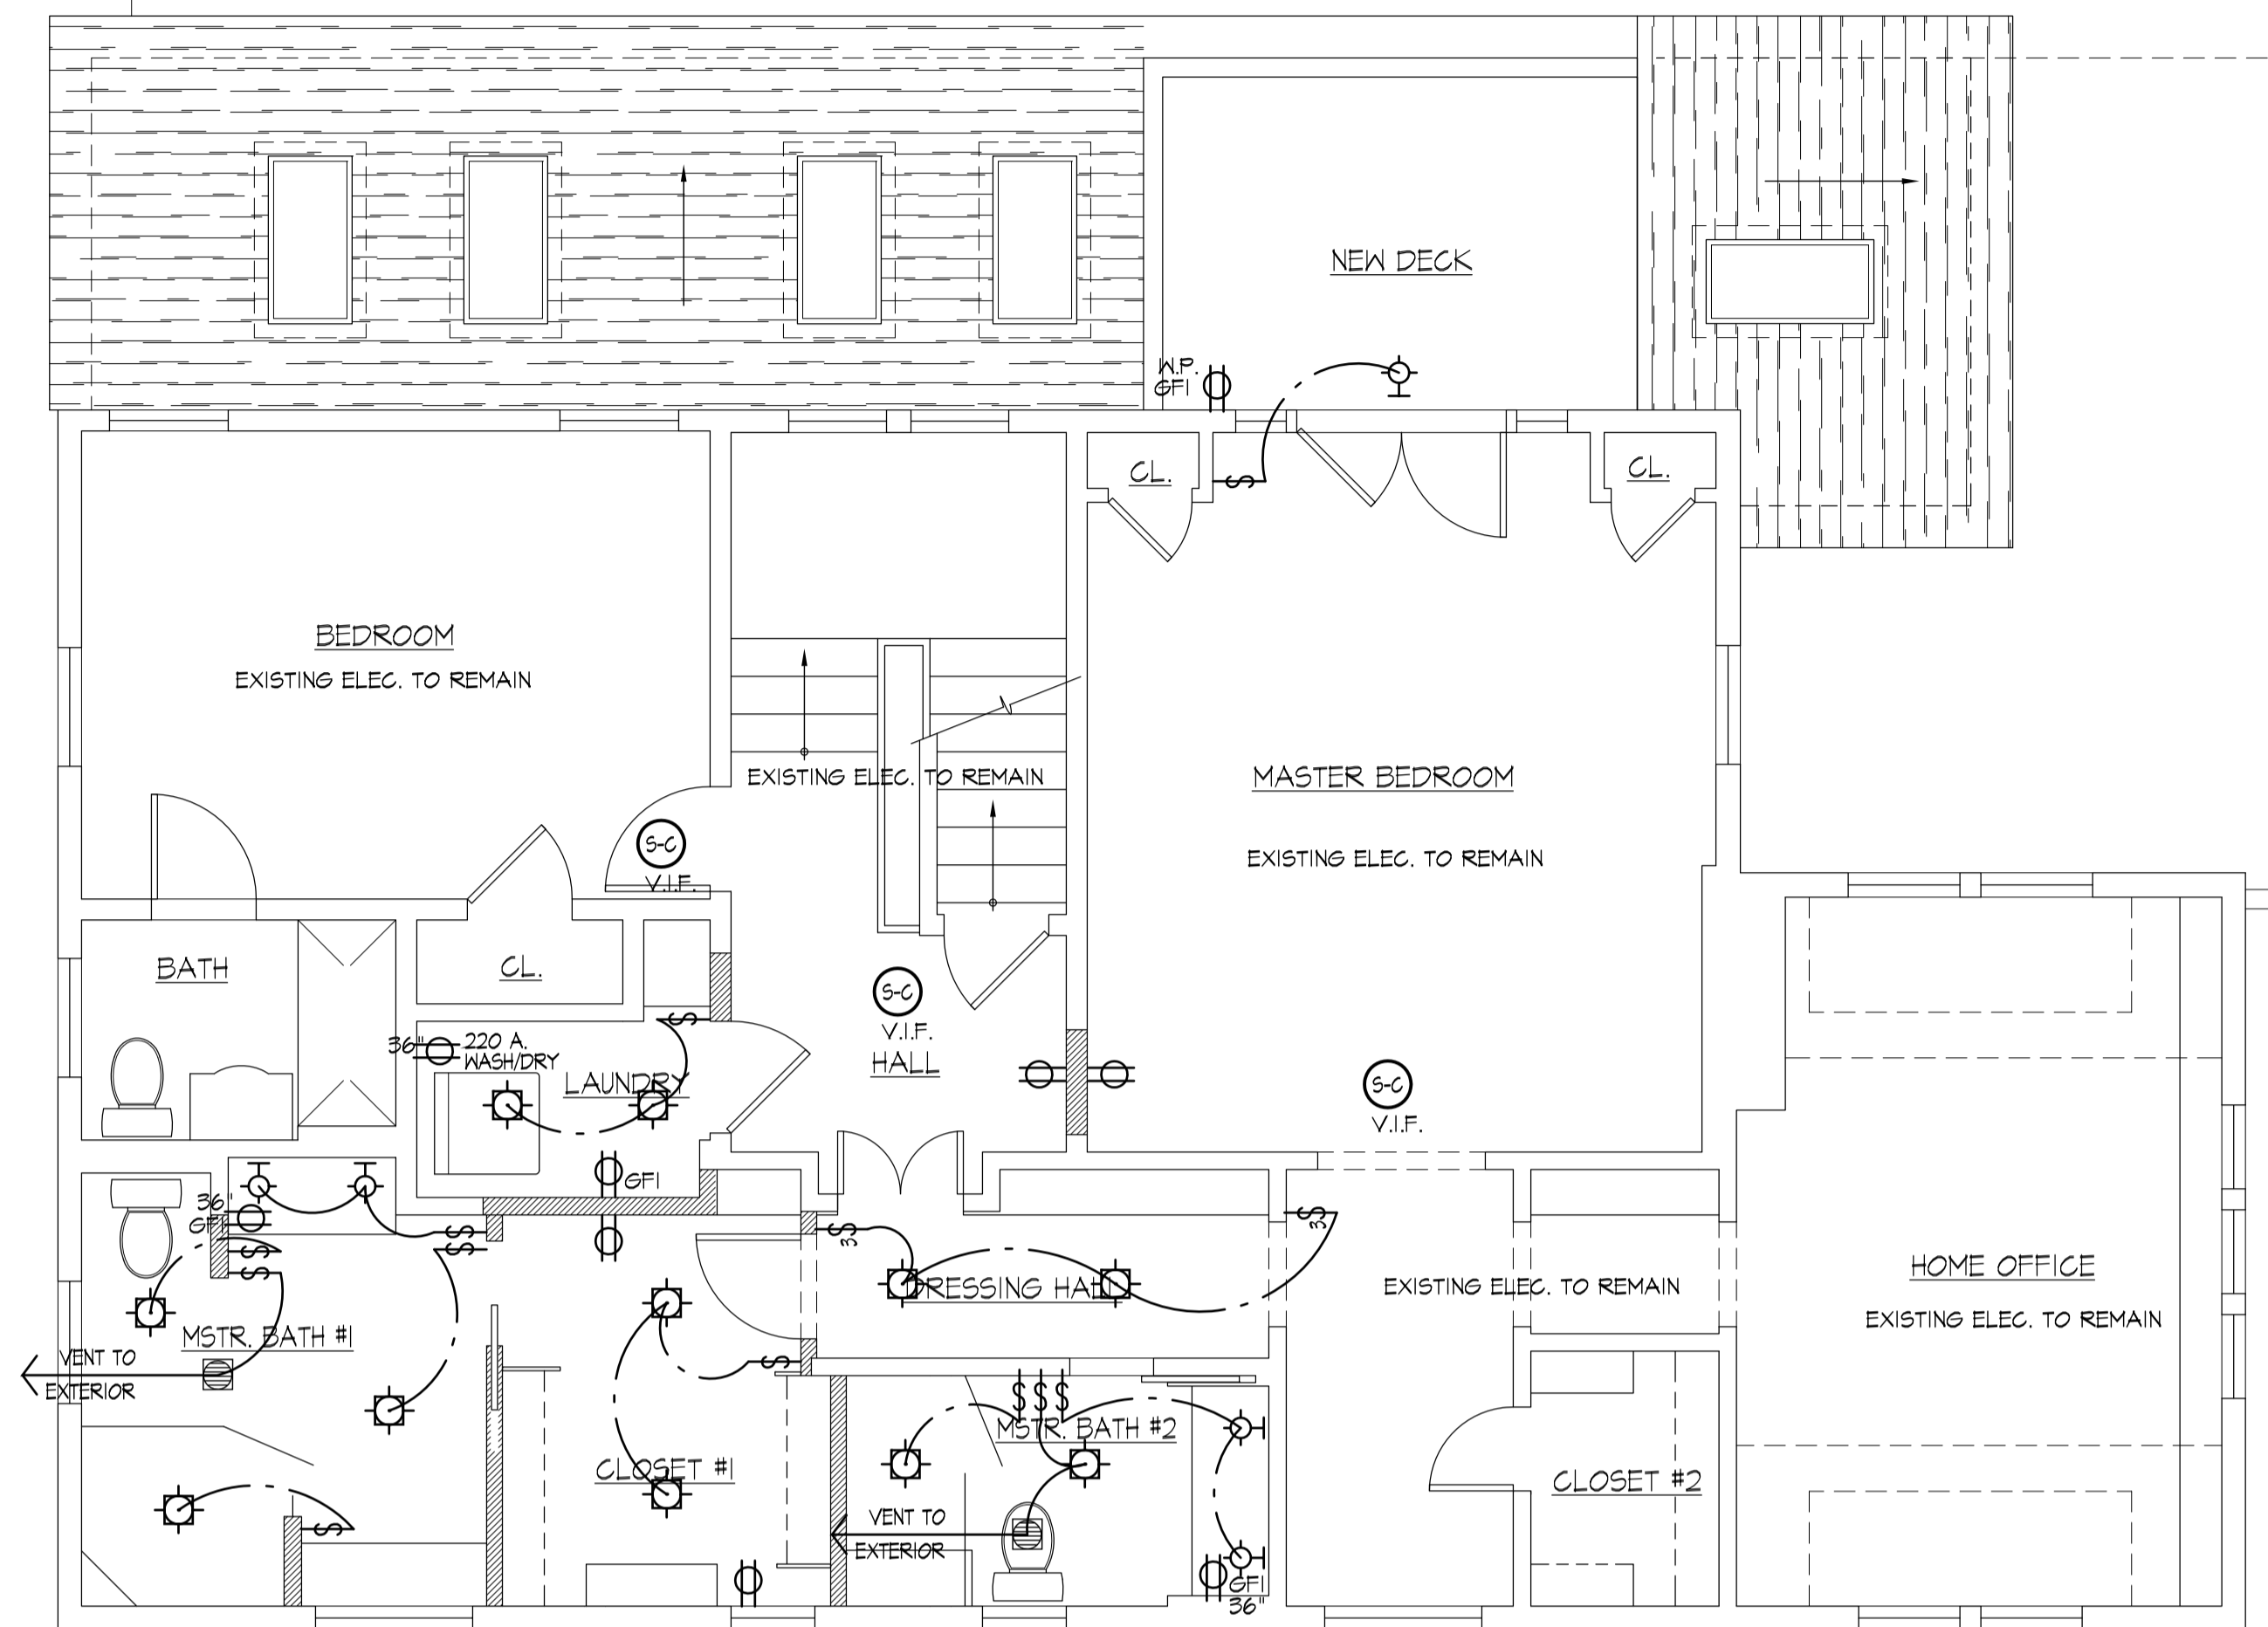 NEW DECK
W.P.
GFI
CL.
$
CL.
BEDROOM
EXISTING ELEC. TO REMAIN
EXISTING ELEC. TO REMAIN
MASTER BEDROOM
EXISTING ELEC. TO REMAIN
S-C
V.I.F.
BATH
CL.
S-C
V.I.F.
HALL
$
36"
220 A.
WASH/DRY
LAUNDRY
S-C
V.I.F.
GFI
36"
GFI
$
$
$
$
$3
$3
DRESSING HALL
EXISTING ELEC. TO REMAIN
HOME OFFICE
EXISTING ELEC. TO REMAIN
MSTR. BATH #1
VENT TO
EXTERIOR
$
$$$
MSTR. BATH #2
CLOSET #1
CLOSET #2
$
VENT TO
EXTERIOR
GFI
36"